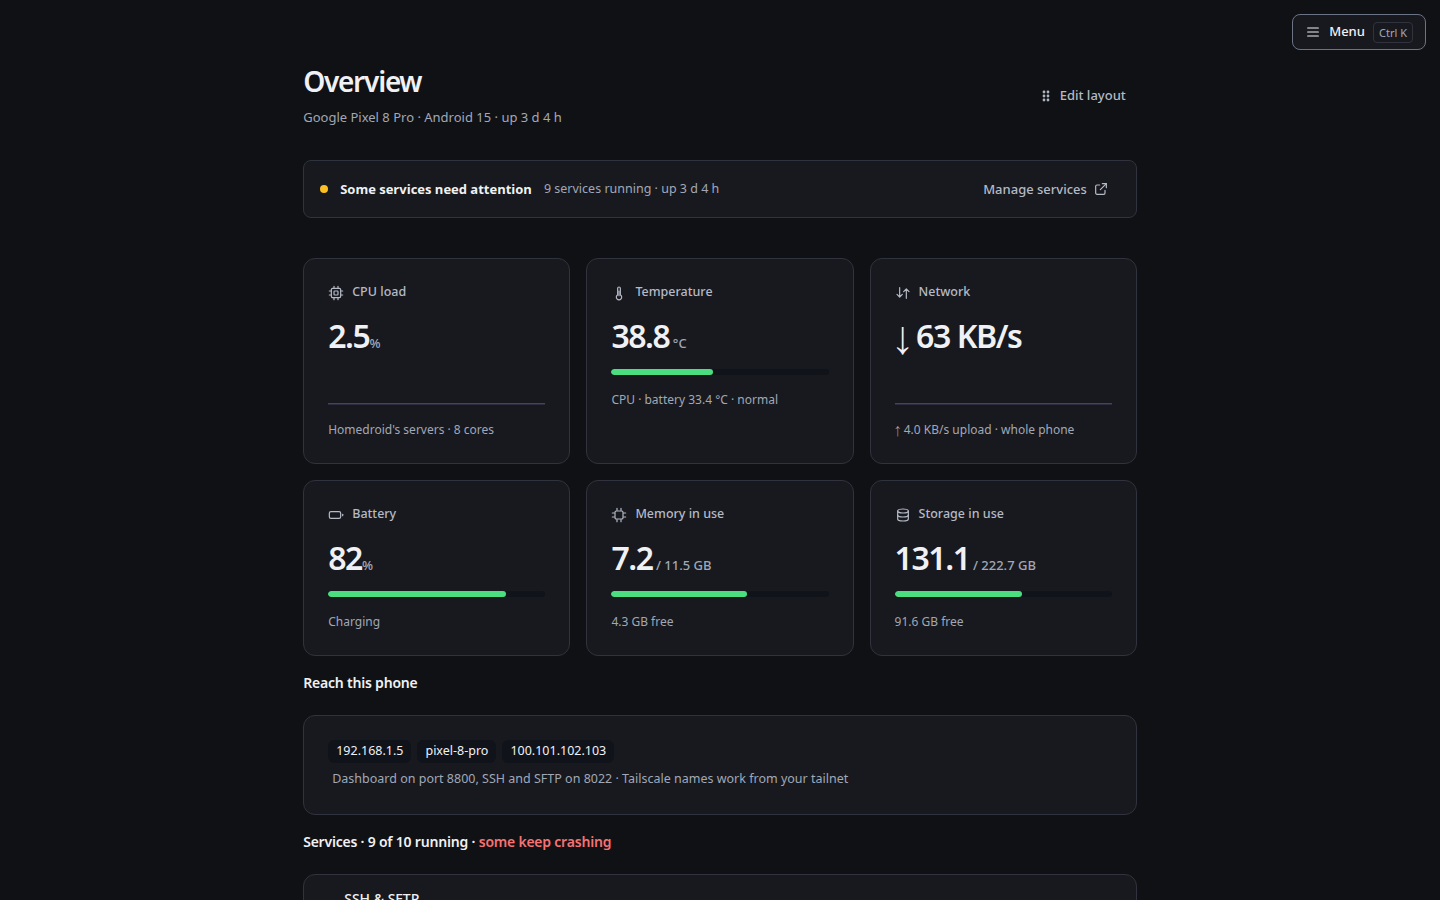 Menu Ctrl K
Overview
Edit layout
Google Pixel 8 Pro · Android 15 · up 3 d 4 h
Some services need attention 9 services running · up 3 d 4 h Manage services
CPU load
2.5%
Homedroid's servers · 8 cores
Temperature
38.8 °C
CPU · battery 33.4 °C · normal
Network
↓ 63 KB/s
↑ 4.0 KB/s upload · whole phone
Battery
82%
Charging
Memory in use
7.2 / 11.5 GB
4.3 GB free
Storage in use
131.1 / 222.7 GB
91.6 GB free
Reach this phone
192.168.1.5 pixel-8-pro 100.101.102.103
Dashboard on port 8800, SSH and SFTP on 8022 · Tailscale names work from your tailnet
Services · 9 of 10 running · some keep crashing
SSH & SFTP